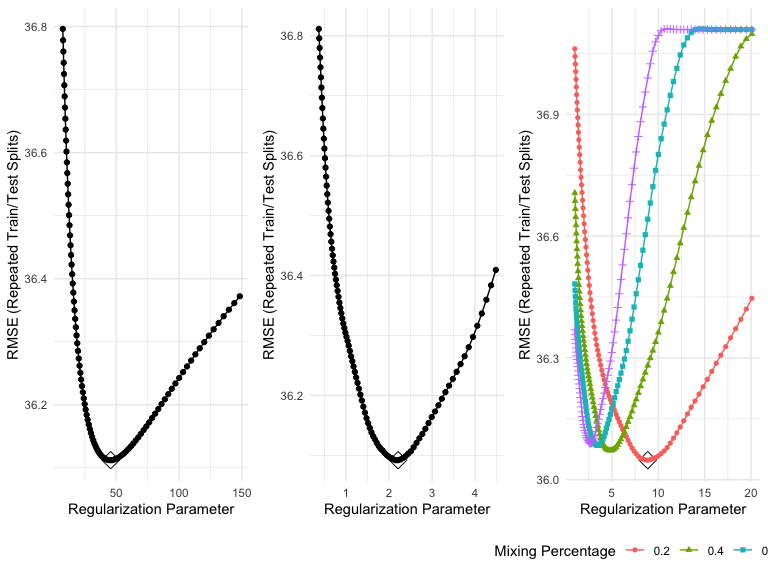 36.8
36.6
36.4
36.2
RMSE (Repeated Train/Test Splits)
50 100 150
Regularization Parameter
36.8
36.6
36.4
36.2
RMSE (Repeated Train/Test Splits)
1 2 3 4
Regularization Parameter
36.9
36.6
36.3
36.0
RMSE (Repeated Train/Test Splits)
5 10 15 20
Regularization Parameter
Mixing Percentage 0.2 0.4 0